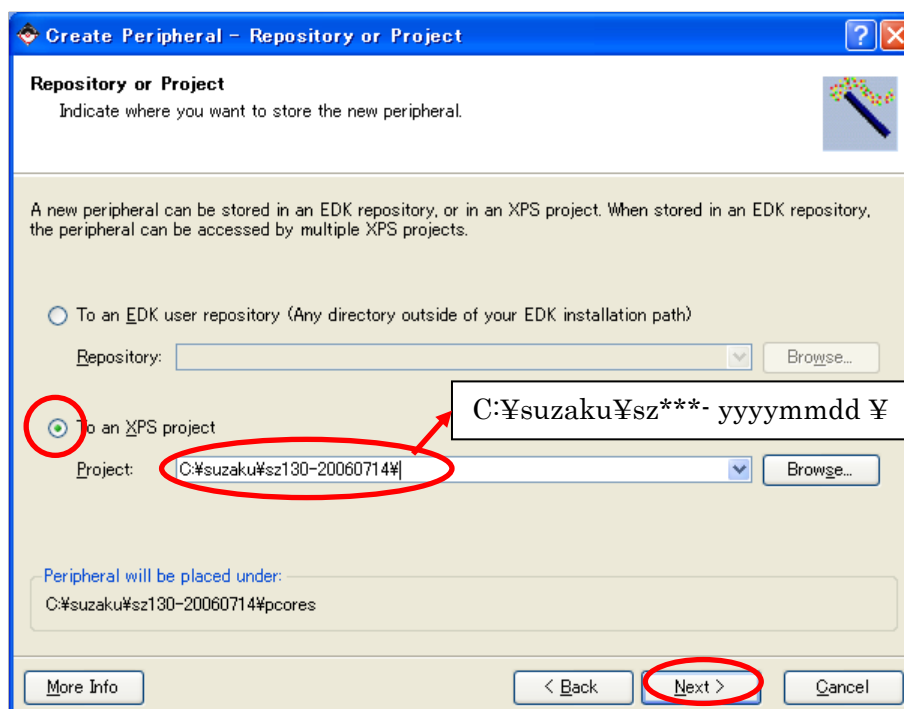 Create Peripheral - Repository or Project
Repository or Project
Indicate where you want to store the new peripheral.
A new peripheral can be stored in an EDK repository, or in an XPS project. When stored in an EDK repository,
the peripheral can be accessed by multiple XPS projects.
To an EDK user repository (Any directory outside of your EDK installation path)
Repository:
Browse...
C:¥suzaku¥sz***- yyyymmdd ¥
To an XPS project
Project: C:¥suzaku¥sz130-20060714¥
Browse...
Peripheral will be placed under:
C:¥suzaku¥sz130-20060714¥pcores
More Info
< Back
Next >
Cancel